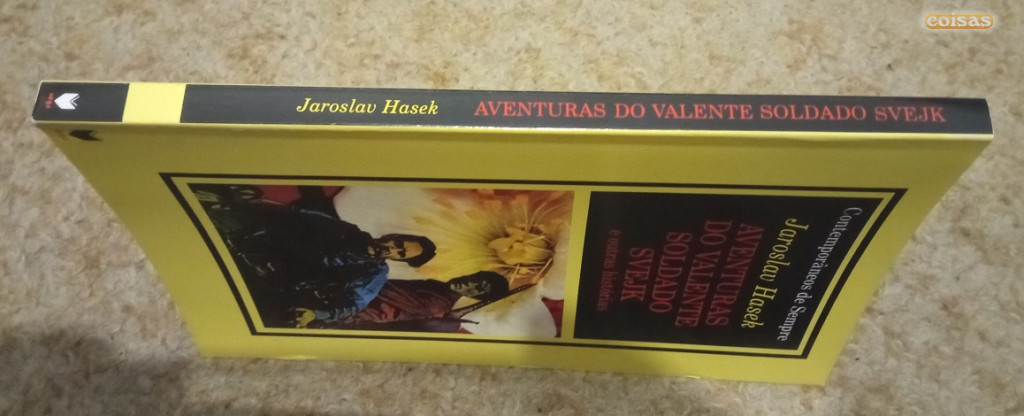 coisas
Jaroslav Hasek AVENTURAS DO VALENTE SOLDADO SVEJK
Contemporâneos de Sempre
Jaroslav Hasek
AVENTURAS
DO VALENTE
SOLDADO
SVEJK
e outras histórias